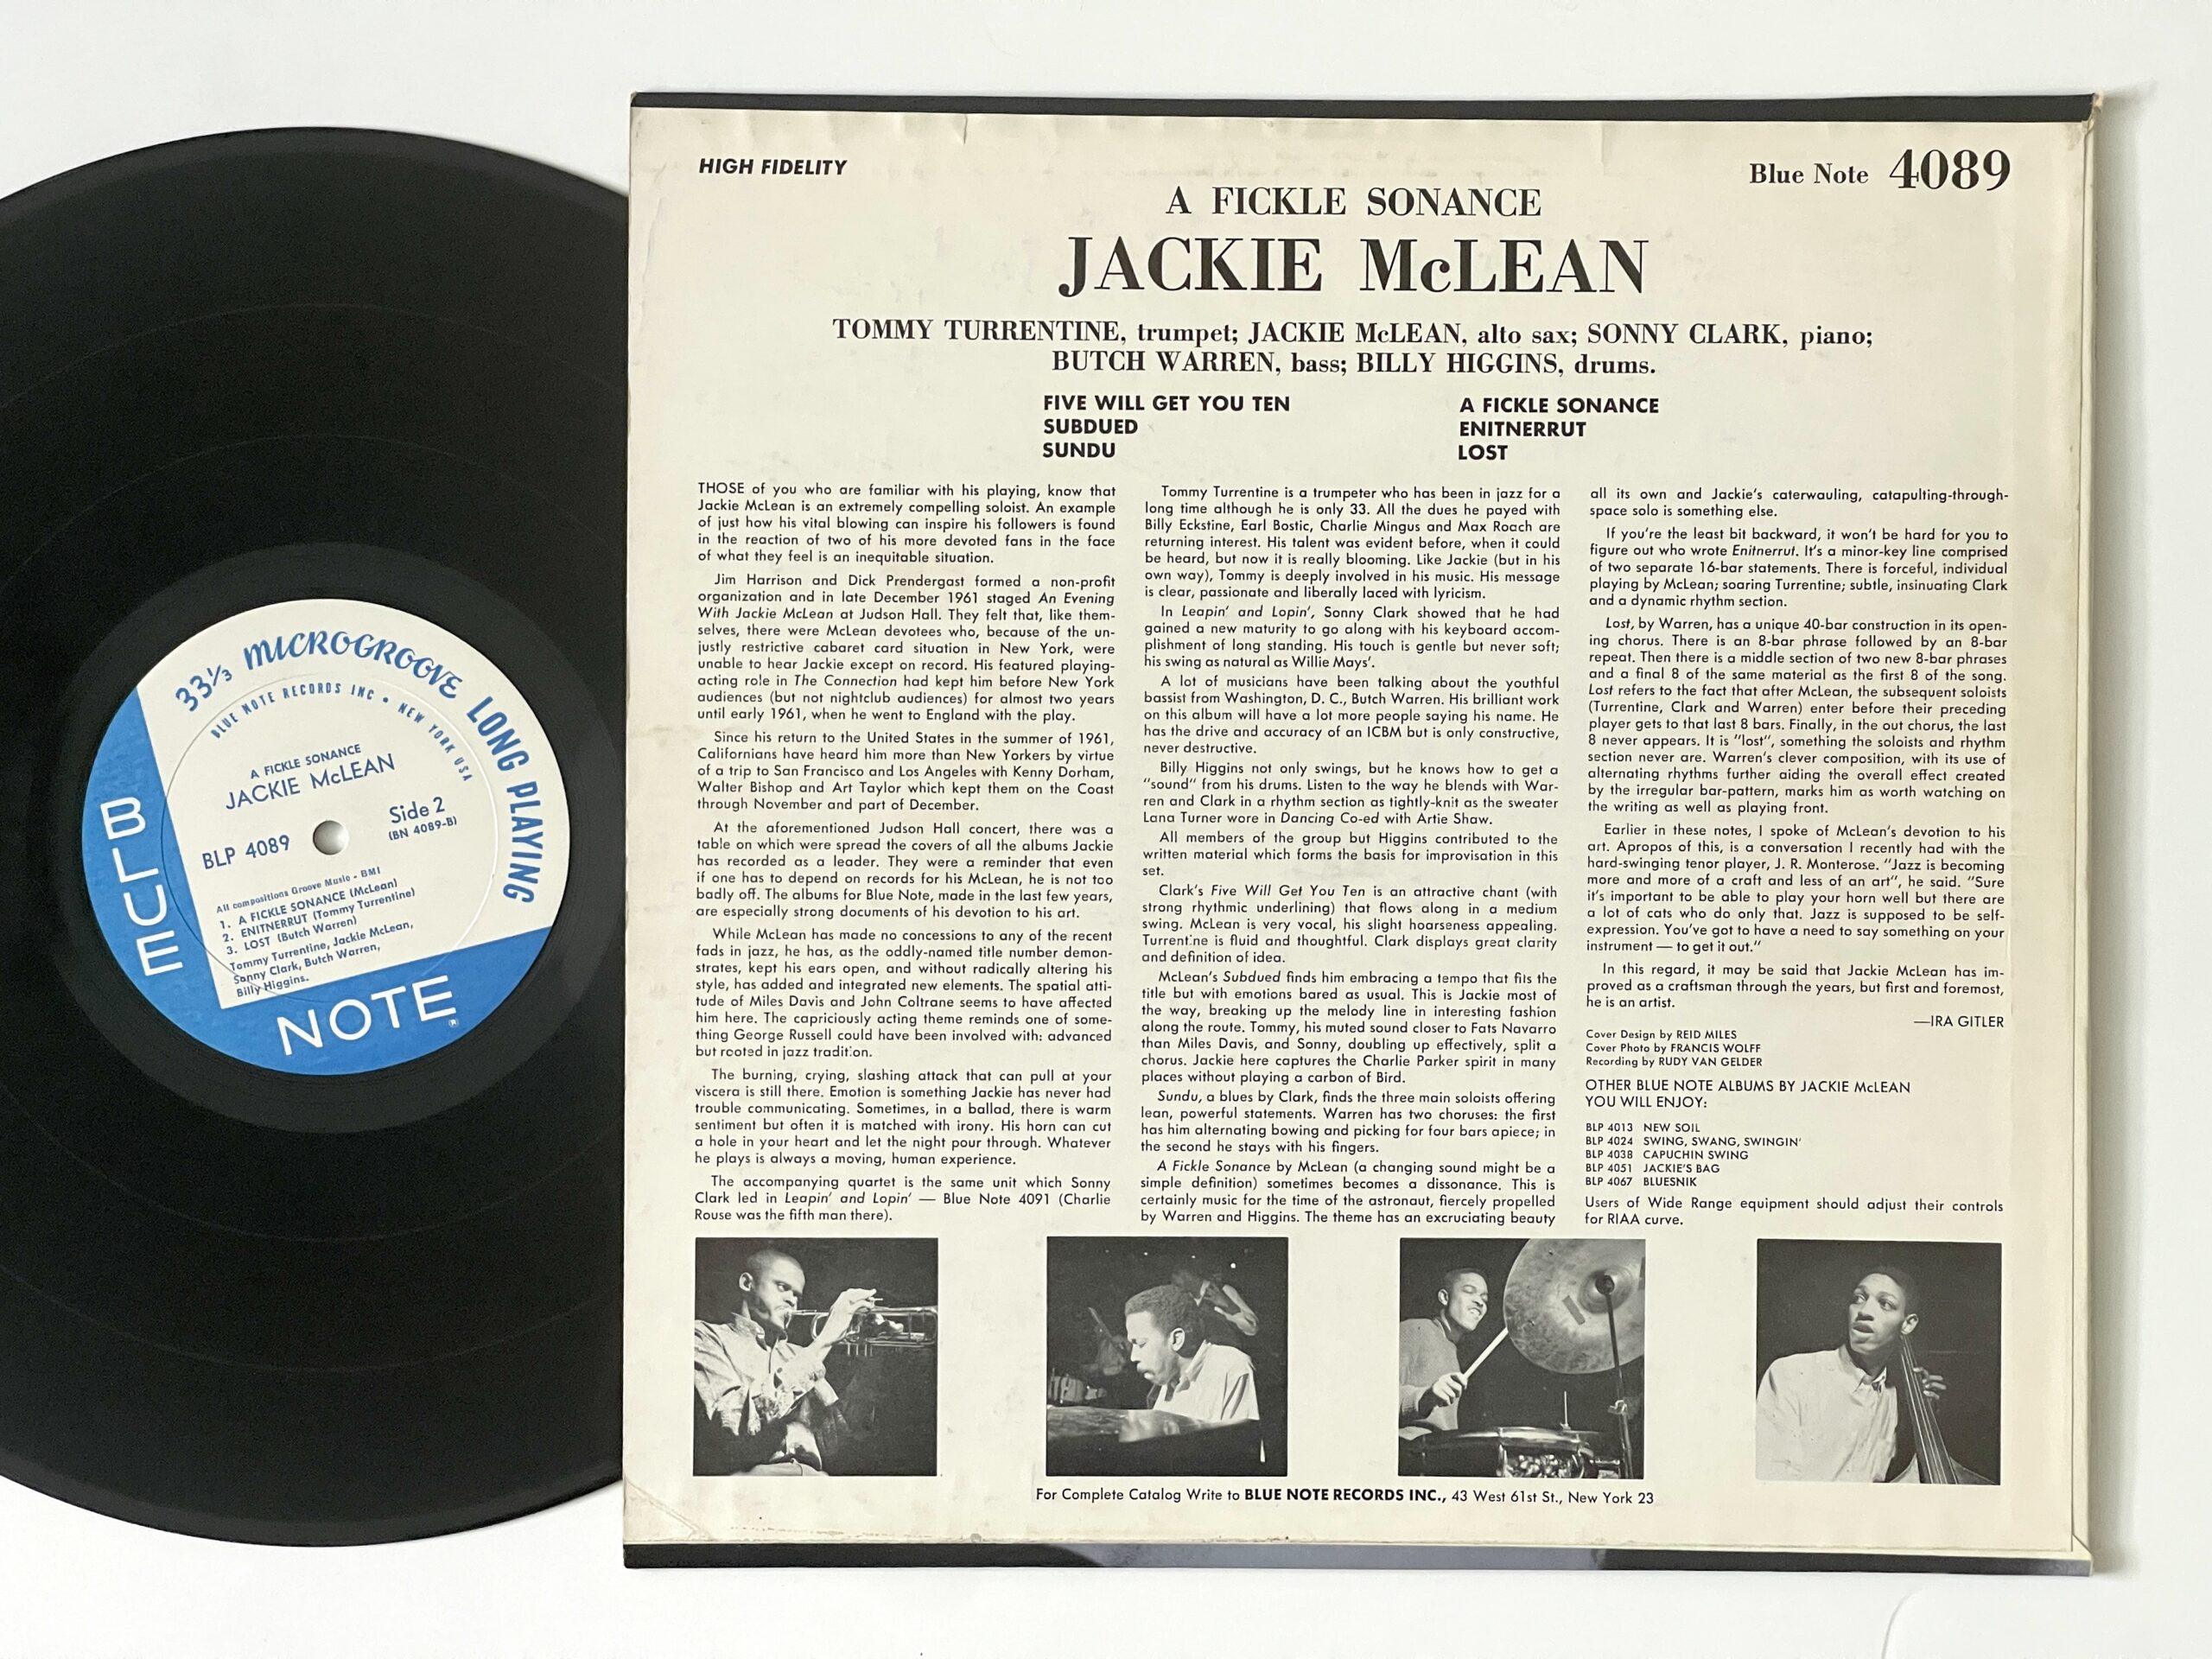 33⅓ MICROGROOVE LONG PLAYING
BLUE NOTE RECORDS INC • NEW YORK USA
A FICKLE SONANCE
JACKIE McLEAN
Side 2
(BN 4089-B)
BLP 4089
All compositions Groove Music - BMI
1. A FICKLE SONANCE (McLean)
2. ENITNERRUT (Tommy Turrentine)
3. LOST (Butch Warren)
Tommy Turrentine, Jackie McLean,
Sonny Clark, Butch Warren,
Billy Higgins.
BLUE
NOTE®
HIGH FIDELITY
Blue Note 4089
A FICKLE SONANCE
JACKIE McLEAN
TOMMY TURRENTINE, trumpet; JACKIE McLEAN, alto sax; SONNY CLARK, piano;
BUTCH WARREN, bass; BILLY HIGGINS, drums.
FIVE WILL GET YOU TEN
SUBDUED
SUNDU
A FICKLE SONANCE
ENITNERRUT
LOST
THOSE of you who are familiar with his playing, know that
Jackie McLean is an extremely compelling soloist. An example
of just how his vital blowing can inspire his followers is found
in the reaction of two of his more devoted fans in the face
of what they feel is an inequitable situation.
Jim Harrison and Dick Prendergast formed a non-profit
organization and in late December 1961 staged An Evening
With Jackie McLean at Judson Hall. They felt that, like them-
selves, there were McLean devotees who, because of the un-
justly restrictive cabaret card situation in New York, were
unable to hear Jackie except on record. His featured playing-
acting role in The Connection had kept him before New York
audiences (but not nightclub audiences) for almost two years
until early 1961, when he went to England with the play.
Since his return to the United States in the summer of 1961,
Californians have heard him more than New Yorkers by virtue
of a trip to San Francisco and Los Angeles with Kenny Dorham,
Walter Bishop and Art Taylor which kept them on the Coast
through November and part of December.
At the aforementioned Judson Hall concert, there was a
table on which were spread the covers of all the albums Jackie
has recorded as a leader. They were a reminder that even
if one has to depend on records for his McLean, he is not too
badly off. The albums for Blue Note, made in the last few years,
are especially strong documents of his devotion to his art.
While McLean has made no concessions to any of the recent
fads in jazz, he has, as the oddly-named title number demon-
strates, kept his ears open, and without radically altering his
style, has added and integrated new elements. The spatial atti-
tude of Miles Davis and John Coltrane seems to have affected
him here. The capriciously acting theme reminds one of some-
thing George Russell could have been involved with: advanced
but rooted in jazz tradition.
The burning, crying, slashing attack that can pull at your
viscera is still there. Emotion is something Jackie has never had
trouble communicating. Sometimes, in a ballad, there is warm
sentiment but often it is matched with irony. His horn can cut
a hole in your heart and let the night pour through. Whatever
he plays is always a moving, human experience.
The accompanying quartet is the same unit which Sonny
Clark led in Leapin' and Lopin' — Blue Note 4091 (Charlie
Rouse was the fifth man there).
Tommy Turrentine is a trumpeter who has been in jazz for a
long time although he is only 33. All the dues he payed with
Billy Eckstine, Earl Bostic, Charlie Mingus and Max Roach are
returning interest. His talent was evident before, when it could
be heard, but now it is really blooming. Like Jackie (but in his
own way), Tommy is deeply involved in his music. His message
is clear, passionate and liberally laced with lyricism.
In Leapin' and Lopin', Sonny Clark showed that he had
gained a new maturity to go along with his keyboard accom-
plishment of long standing. His touch is gentle but never soft;
his swing as natural as Willie Mays'.
A lot of musicians have been talking about the youthful
bassist from Washington, D. C., Butch Warren. His brilliant work
on this album will have a lot more people saying his name. He
has the drive and accuracy of an ICBM but is only constructive,
never destructive.
Billy Higgins not only swings, but he knows how to get a
"sound" from his drums. Listen to the way he blends with War-
ren and Clark in a rhythm section as tightly-knit as the sweater
Lana Turner wore in Dancing Co-ed with Artie Shaw.
All members of the group but Higgins contributed to the
written material which forms the basis for improvisation in this
set.
Clark's Five Will Get You Ten is an attractive chant (with
strong rhythmic underlining) that flows along in a medium
swing. McLean is very vocal, his slight hoarseness appealing.
Turrentine is fluid and thoughtful. Clark displays great clarity
and definition of idea.
McLean's Subdued finds him embracing a tempo that fits the
title but with emotions bared as usual. This is Jackie most of
the way, breaking up the melody line in interesting fashion
along the route. Tommy, his muted sound closer to Fats Navarro
than Miles Davis, and Sonny, doubling up effectively, split a
chorus. Jackie here captures the Charlie Parker spirit in many
places without playing a carbon of Bird.
Sundu, a blues by Clark, finds the three main soloists offering
lean, powerful statements. Warren has two choruses: the first
has him alternating bowing and picking for four bars apiece; in
the second he stays with his fingers.
A Fickle Sonance by McLean (a changing sound might be a
simple definition) sometimes becomes a dissonance. This is
certainly music for the time of the astronaut, fiercely propelled
by Warren and Higgins. The theme has an excruciating beauty
all its own and Jackie's caterwauling, catapulting-through-
space solo is something else.
If you're the least bit backward, it won't be hard for you to
figure out who wrote Enitnerrut. It's a minor-key line comprised
of two separate 16-bar statements. There is forceful, individual
playing by McLean; soaring Turrentine; subtle, insinuating Clark
and a dynamic rhythm section.
Lost, by Warren, has a unique 40-bar construction in its open-
ing chorus. There is an 8-bar phrase followed by an 8-bar
repeat. Then there is a middle section of two new 8-bar phrases
and a final 8 of the same material as the first 8 of the song.
Lost refers to the fact that after McLean, the subsequent soloists
(Turrentine, Clark and Warren) enter before their preceding
player gets to that last 8 bars. Finally, in the out chorus, the last
8 never appears. It is "lost", something the soloists and rhythm
section never are. Warren's clever composition, with its use of
alternating rhythms further aiding the overall effect created
by the irregular bar-pattern, marks him as worth watching on
the writing as well as playing front.
Earlier in these notes, I spoke of McLean's devotion to his
art. Apropos of this, is a conversation I recently had with the
hard-swinging tenor player, J. R. Monterose. "Jazz is becoming
more and more of a craft and less of an art", he said. "Sure
it's important to be able to play your horn well but there are
a lot of cats who do only that. Jazz is supposed to be self-
expression. You've got to have a need to say something on your
instrument — to get it out."
In this regard, it may be said that Jackie McLean has im-
proved as a craftsman through the years, but first and foremost,
he is an artist.
—IRA GITLER
Cover Design by REID MILES
Cover Photo by FRANCIS WOLFF
Recording by RUDY VAN GELDER
OTHER BLUE NOTE ALBUMS BY JACKIE McLEAN
YOU WILL ENJOY:
BLP 4013 NEW SOIL
BLP 4024 SWING, SWANG, SWINGIN'
BLP 4038 CAPUCHIN SWING
BLP 4051 JACKIE'S BAG
BLP 4067 BLUESNIK
Users of Wide Range equipment should adjust their controls
for RIAA curve.
For Complete Catalog Write to BLUE NOTE RECORDS INC., 43 West 61st St., New York 23